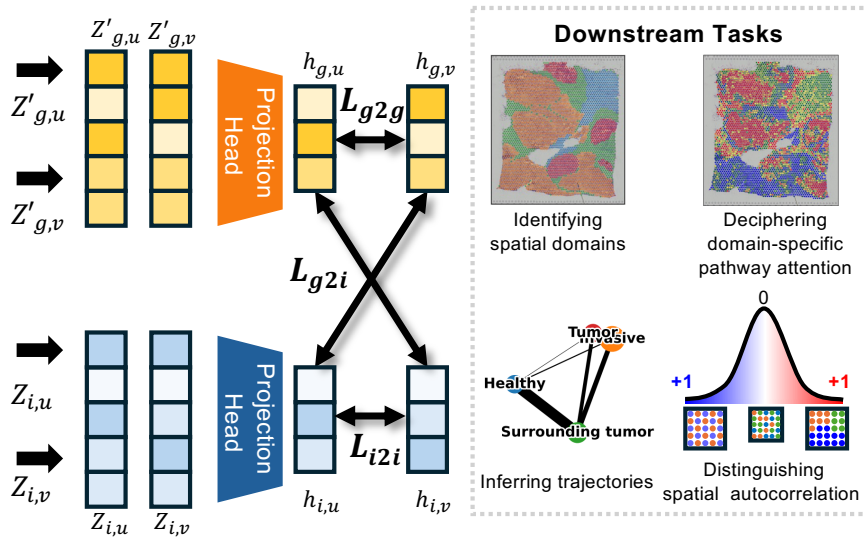 Z'g,u Z'g,v
Z'g,u
Z'g,v
Projection
Head
hg,u
hg,v
Lg2g
Lg2i
Zi,u
Zi,v
Projection
Head
Li2i
Zi,u Zi,v
hi,u
hi,v
Downstream Tasks
Identifying
spatial domains
Deciphering
domain-specific
pathway attention
Tumor
Invasive
Healthy
Surrounding tumor
Inferring trajectories
0
+1
+1
Distinguishing
spatial autocorrelation